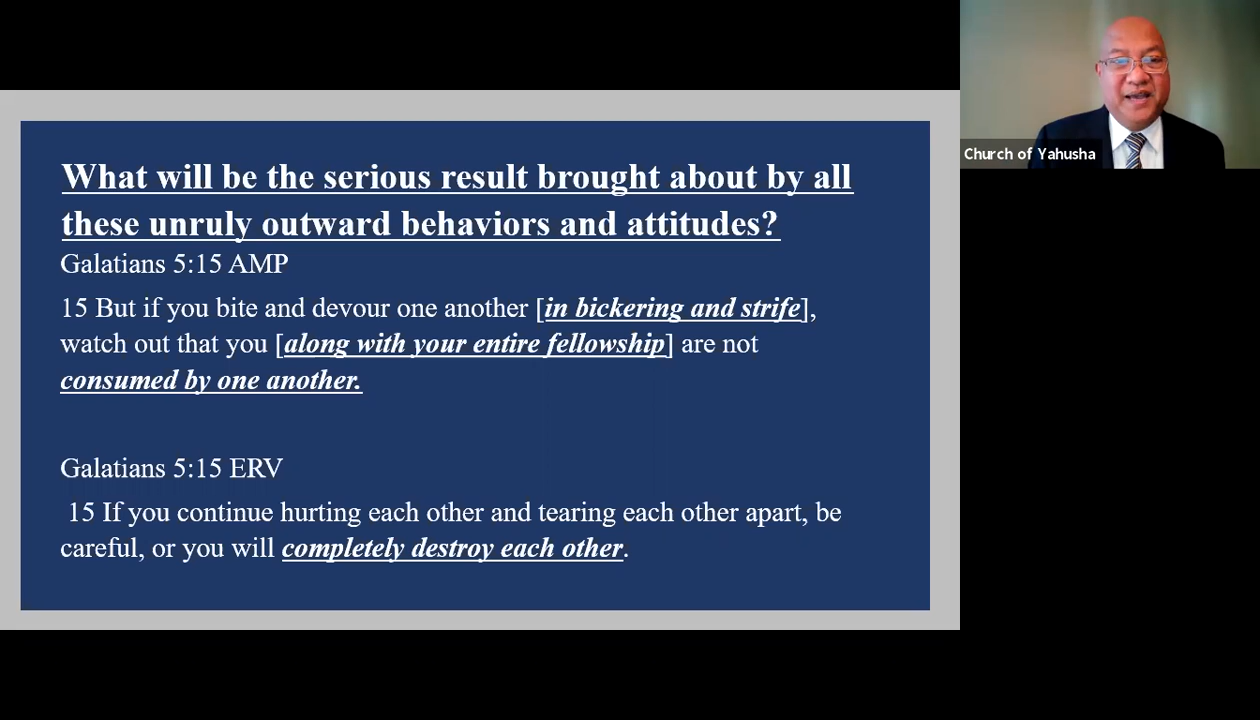 What will be the serious result brought about by all
these unruly outward behaviors and attitudes?
Galatians 5:15 AMP
15 But if you bite and devour one another [in bickering and strife],
watch out that you [along with your entire fellowship] are not
consumed by one another.
Galatians 5:15 ERV
15 If you continue hurting each other and tearing each other apart, be
careful, or you will completely destroy each other.
Church of Yahusha